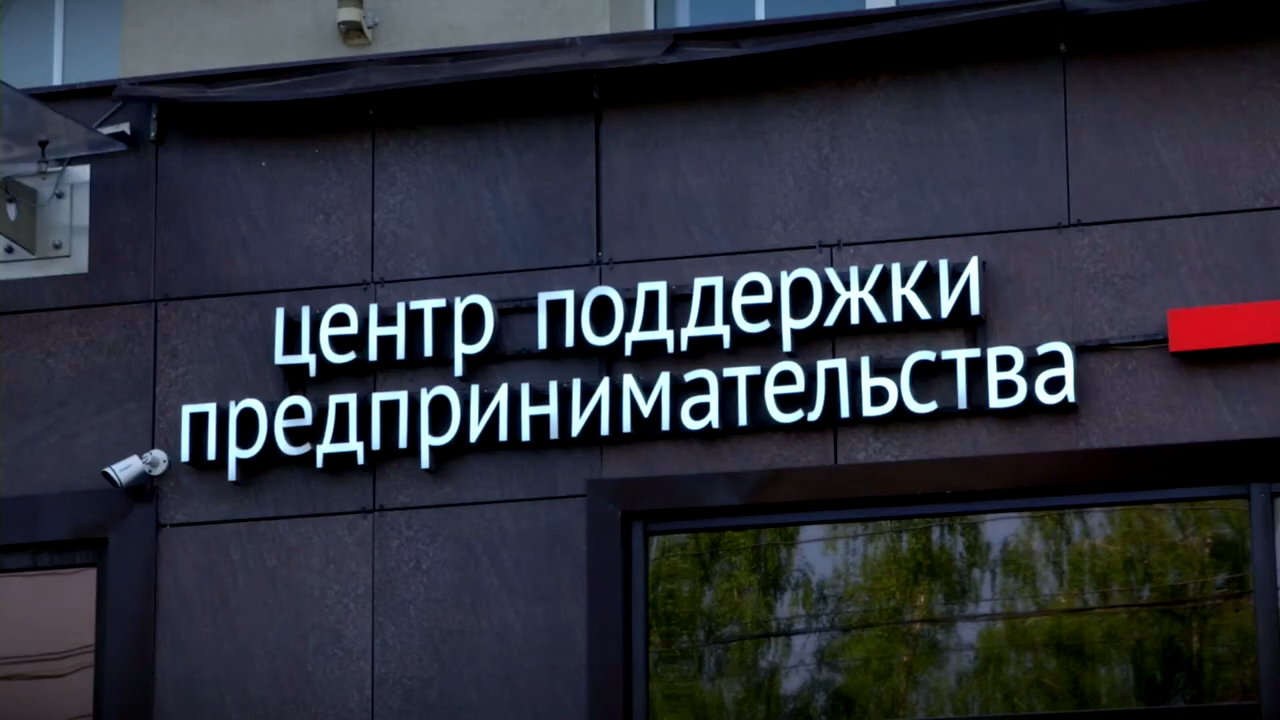 центр поддержки
предпринимательства